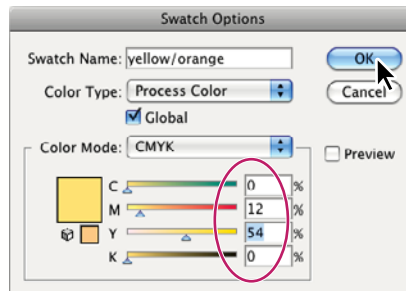 Swatch Options
Swatch Name: yellow/orange
OK
Color Type: Process Color
Cancel
Global
Color Mode: CMYK
Preview
C 0 %
M 12 %
Y 54 %
K 0 %